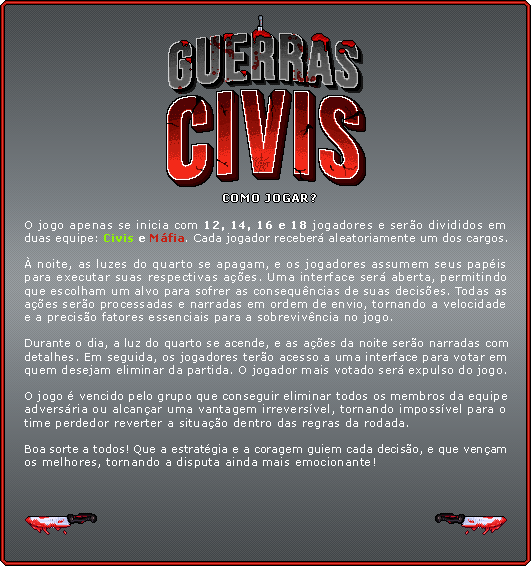 GUERRAS
CIVIS
COMO JOGAR?
O jogo apenas se inicia com 12, 14, 16 e 18 jogadores e serão divididos em
duas equipe: Civis e Máfia. Cada jogador receberá aleatoriamente um dos cargos.
À noite, as luzes do quarto se apagam, e os jogadores assumem seus papéis
para executar suas respectivas ações. Uma interface será aberta, permitindo
que escolham um alvo para sofrer as consequências de suas decisões. Todas as
ações serão processadas e narradas em ordem de envio, tornando a velocidade
e a precisão fatores essenciais para a sobrevivência no jogo.
Durante o dia, a luz do quarto se acende, e as ações da noite serão narradas com
detalhes. Em seguida, os jogadores terão acesso a uma interface para votar em
quem desejam eliminar da partida. O jogador mais votado será expulso do jogo.
O jogo é vencido pelo grupo que conseguir eliminar todos os membros da equipe
adversária ou alcançar uma vantagem irreversível, tornando impossível para o
time perdedor reverter a situação dentro das regras da rodada.
Boa sorte a todos! Que a estratégia e a coragem guiem cada decisão, e que vençam
os melhores, tornando a disputa ainda mais emocionante!